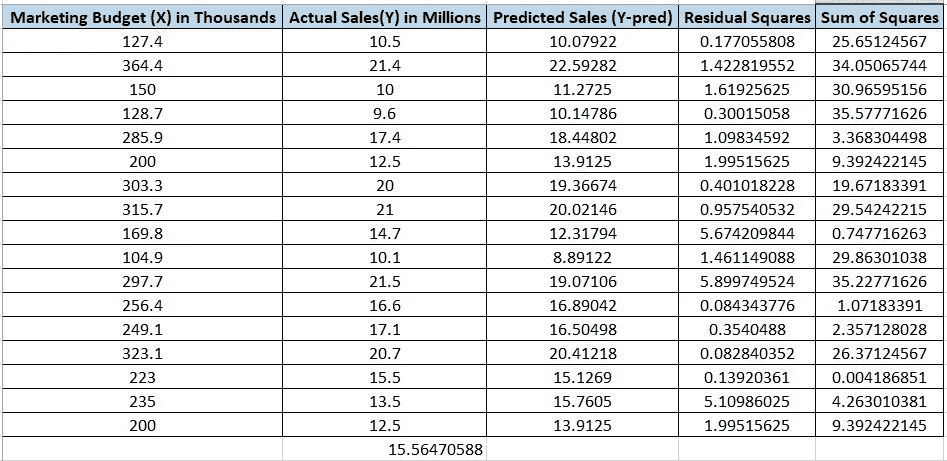 Marketing Budget (X) in Thousands Actual Sales(Y) in Millions Predicted Sales (Y-pred) Residual Squares Sum of Squares
127.4 10.5 10.07922 0.177055808 25.65124567
364.4 21.4 22.59282 1.422819552 34.05065744
150 10 11.2725 1.61925625 30.96595156
128.7 9.6 10.14786 0.30015058 35.57771626
285.9 17.4 18.44802 1.09834592 3.368304498
200 12.5 13.9125 1.99515625 9.392422145
303.3 20 19.36674 0.401018228 19.67183391
315.7 21 20.02146 0.957540532 29.54242215
169.8 14.7 12.31794 5.674209844 0.747716263
104.9 10.1 8.89122 1.461149088 29.86301038
297.7 21.5 19.07106 5.899749524 35.22771626
256.4 16.6 16.89042 0.084343776 1.07183391
249.1 17.1 16.50498 0.3540488 2.357128028
323.1 20.7 20.41218 0.082840352 26.37124567
223 15.5 15.1269 0.13920361 0.004186851
235 13.5 15.7605 5.10986025 4.263010381
200 12.5 13.9125 1.99515625 9.392422145
15.56470588